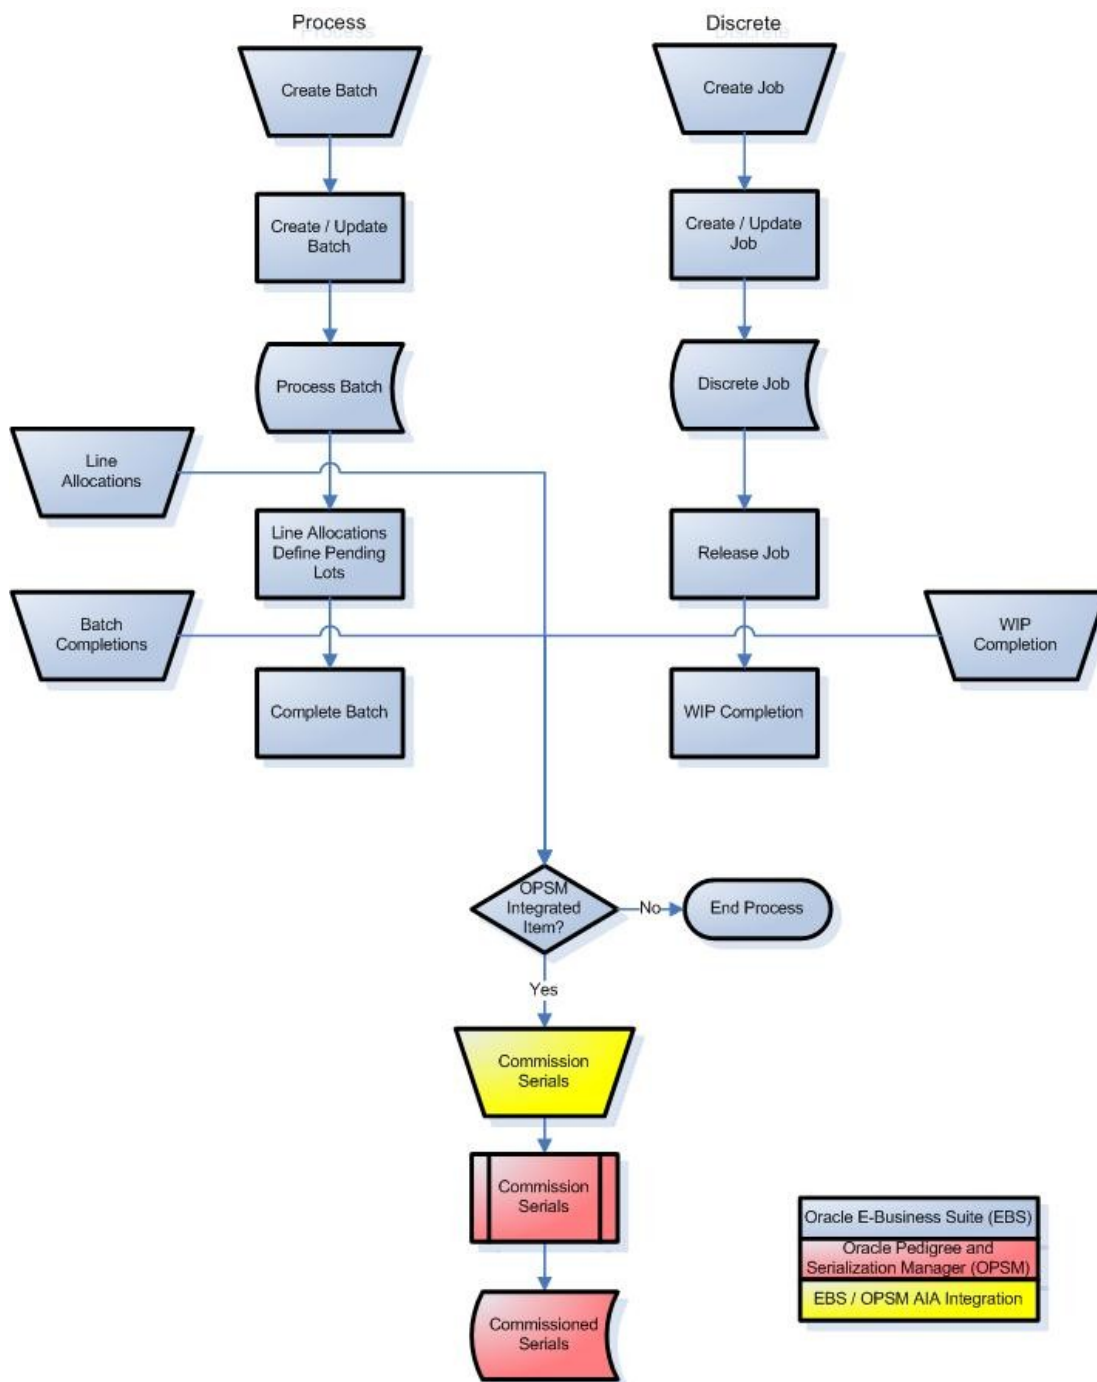 Process
Discrete
Create Batch
Create Job
Create / Update
Batch
Create / Update
Job
Process Batch
Discrete Job
Line
Allocations
Line Allocations
Define Pending
Lots
Release Job
Batch
Completions
WIP
Completion
Complete Batch
WIP Completion
OPSM
Integrated
Item?
No
End Process
Yes
Commission
Serials
Commission
Serials
Commissioned
Serials
Oracle E-Business Suite (EBS)
Oracle Pedigree and
Serialization Manager (OPSM)
EBS / OPSM AIA Integration